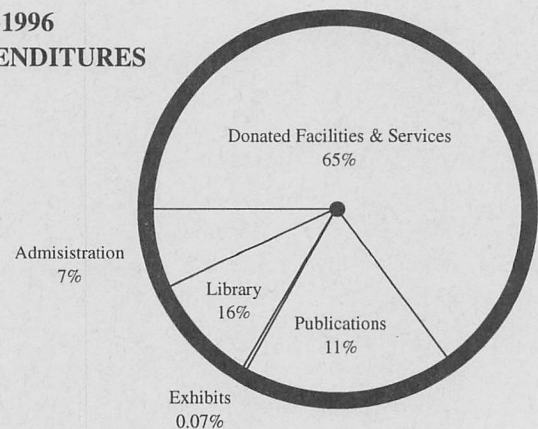 1996
ENDITURES
Donated Facilities & Services
65%
Admisistration
7%
Library
16%
Publications
11%
Exhibits
0.07%